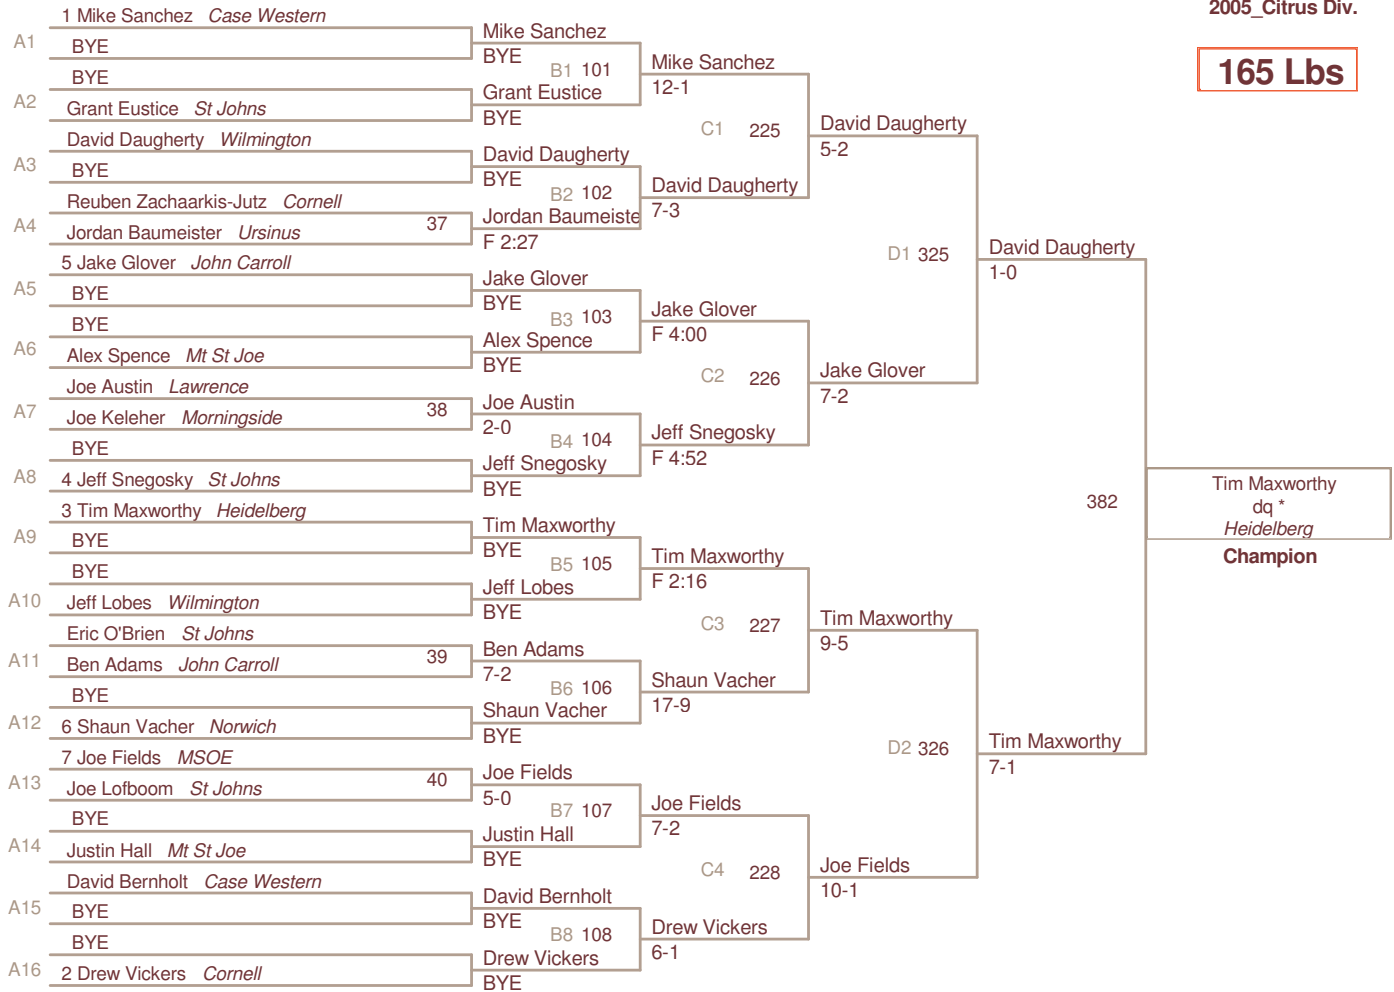 2005_Citrus Div.
165 Lbs
1 Mike Sanchez Case Western
A1
BYE
BYE
A2
Grant Eustice St Johns
David Daugherty Wilmington
A3
BYE
Reuben Zachaarkis-Jutz Cornell
A4
37
Jordan Baumeister Ursinus
5 Jake Glover John Carroll
A5
BYE
BYE
A6
Alex Spence Mt St Joe
Joe Austin Lawrence
A7
38
Joe Keleher Morningside
BYE
A8
4 Jeff Snegosky St Johns
3 Tim Maxworthy Heidelberg
A9
BYE
BYE
A10
Jeff Lobes Wilmington
Eric O'Brien St Johns
A11
39
Ben Adams John Carroll
BYE
A12
6 Shaun Vacher Norwich
7 Joe Fields MSOE
A13
40
Joe Lofboom St Johns
BYE
A14
Justin Hall Mt St Joe
David Bernholt Case Western
A15
BYE
BYE
A16
2 Drew Vickers Cornell
Mike Sanchez
BYE
B1 101
Grant Eustice
BYE
David Daugherty
BYE
B2 102
Jordan Baumeiste
F 2:27
Jake Glover
BYE
B3 103
Alex Spence
BYE
Joe Austin
2-0
B4 104
Jeff Snegosky
BYE
Tim Maxworthy
BYE
B5 105
Jeff Lobes
BYE
Ben Adams
7-2
B6 106
Shaun Vacher
BYE
Joe Fields
5-0
B7 107
Justin Hall
BYE
David Bernholt
BYE
B8 108
Drew Vickers
BYE
Mike Sanchez
12-1
C1 225
David Daugherty
7-3
Jake Glover
F 4:00
C2 226
Jeff Snegosky
F 4:52
Tim Maxworthy
F 2:16
C3 227
Shaun Vacher
17-9
Joe Fields
7-2
C4 228
Drew Vickers
6-1
David Daugherty
5-2
D1 325
Jake Glover
7-2
Tim Maxworthy
9-5
D2 326
Joe Fields
10-1
David Daugherty
1-0
382
Tim Maxworthy
7-1
Tim Maxworthy
dq *
Heidelberg
Champion